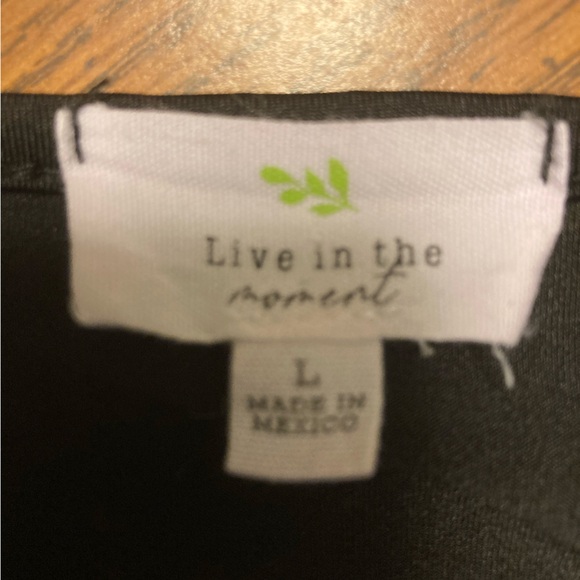 Live in the
moment
L
MADE IN
MEXICO